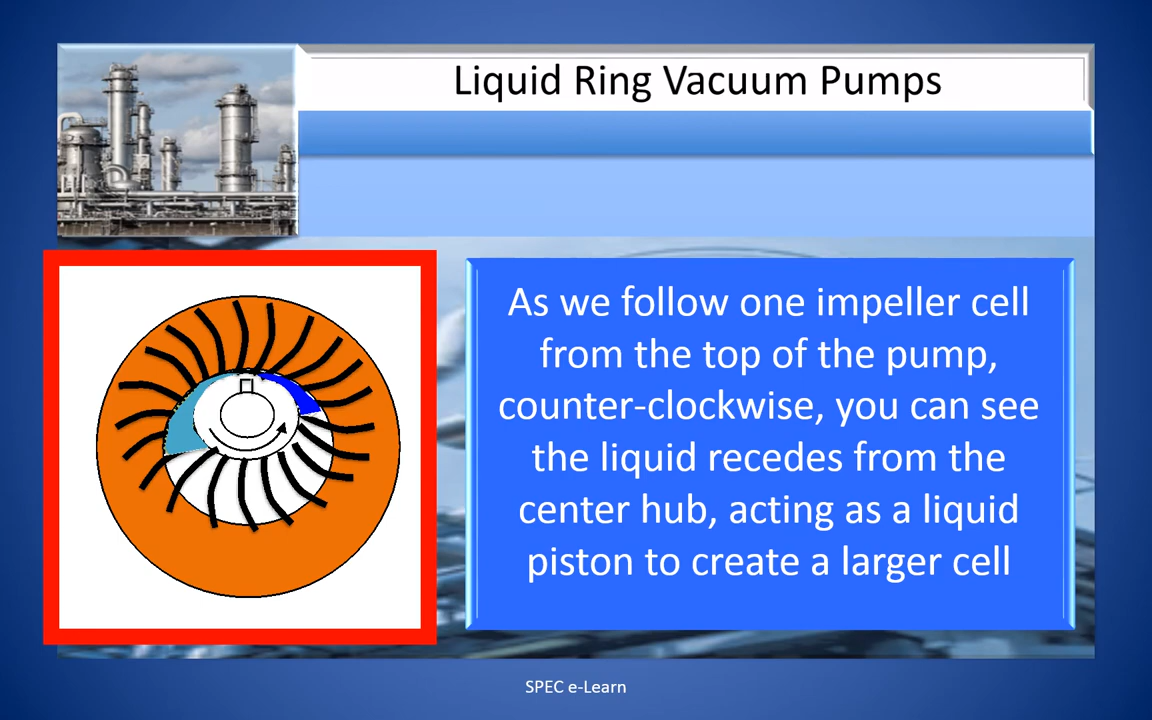 Liquid Ring Vacuum Pumps
As we follow one impeller cell
from the top of the pump,
counter-clockwise, you can see
the liquid recedes from the
center hub, acting as a liquid
piston to create a larger cell
SPEC e-Learn